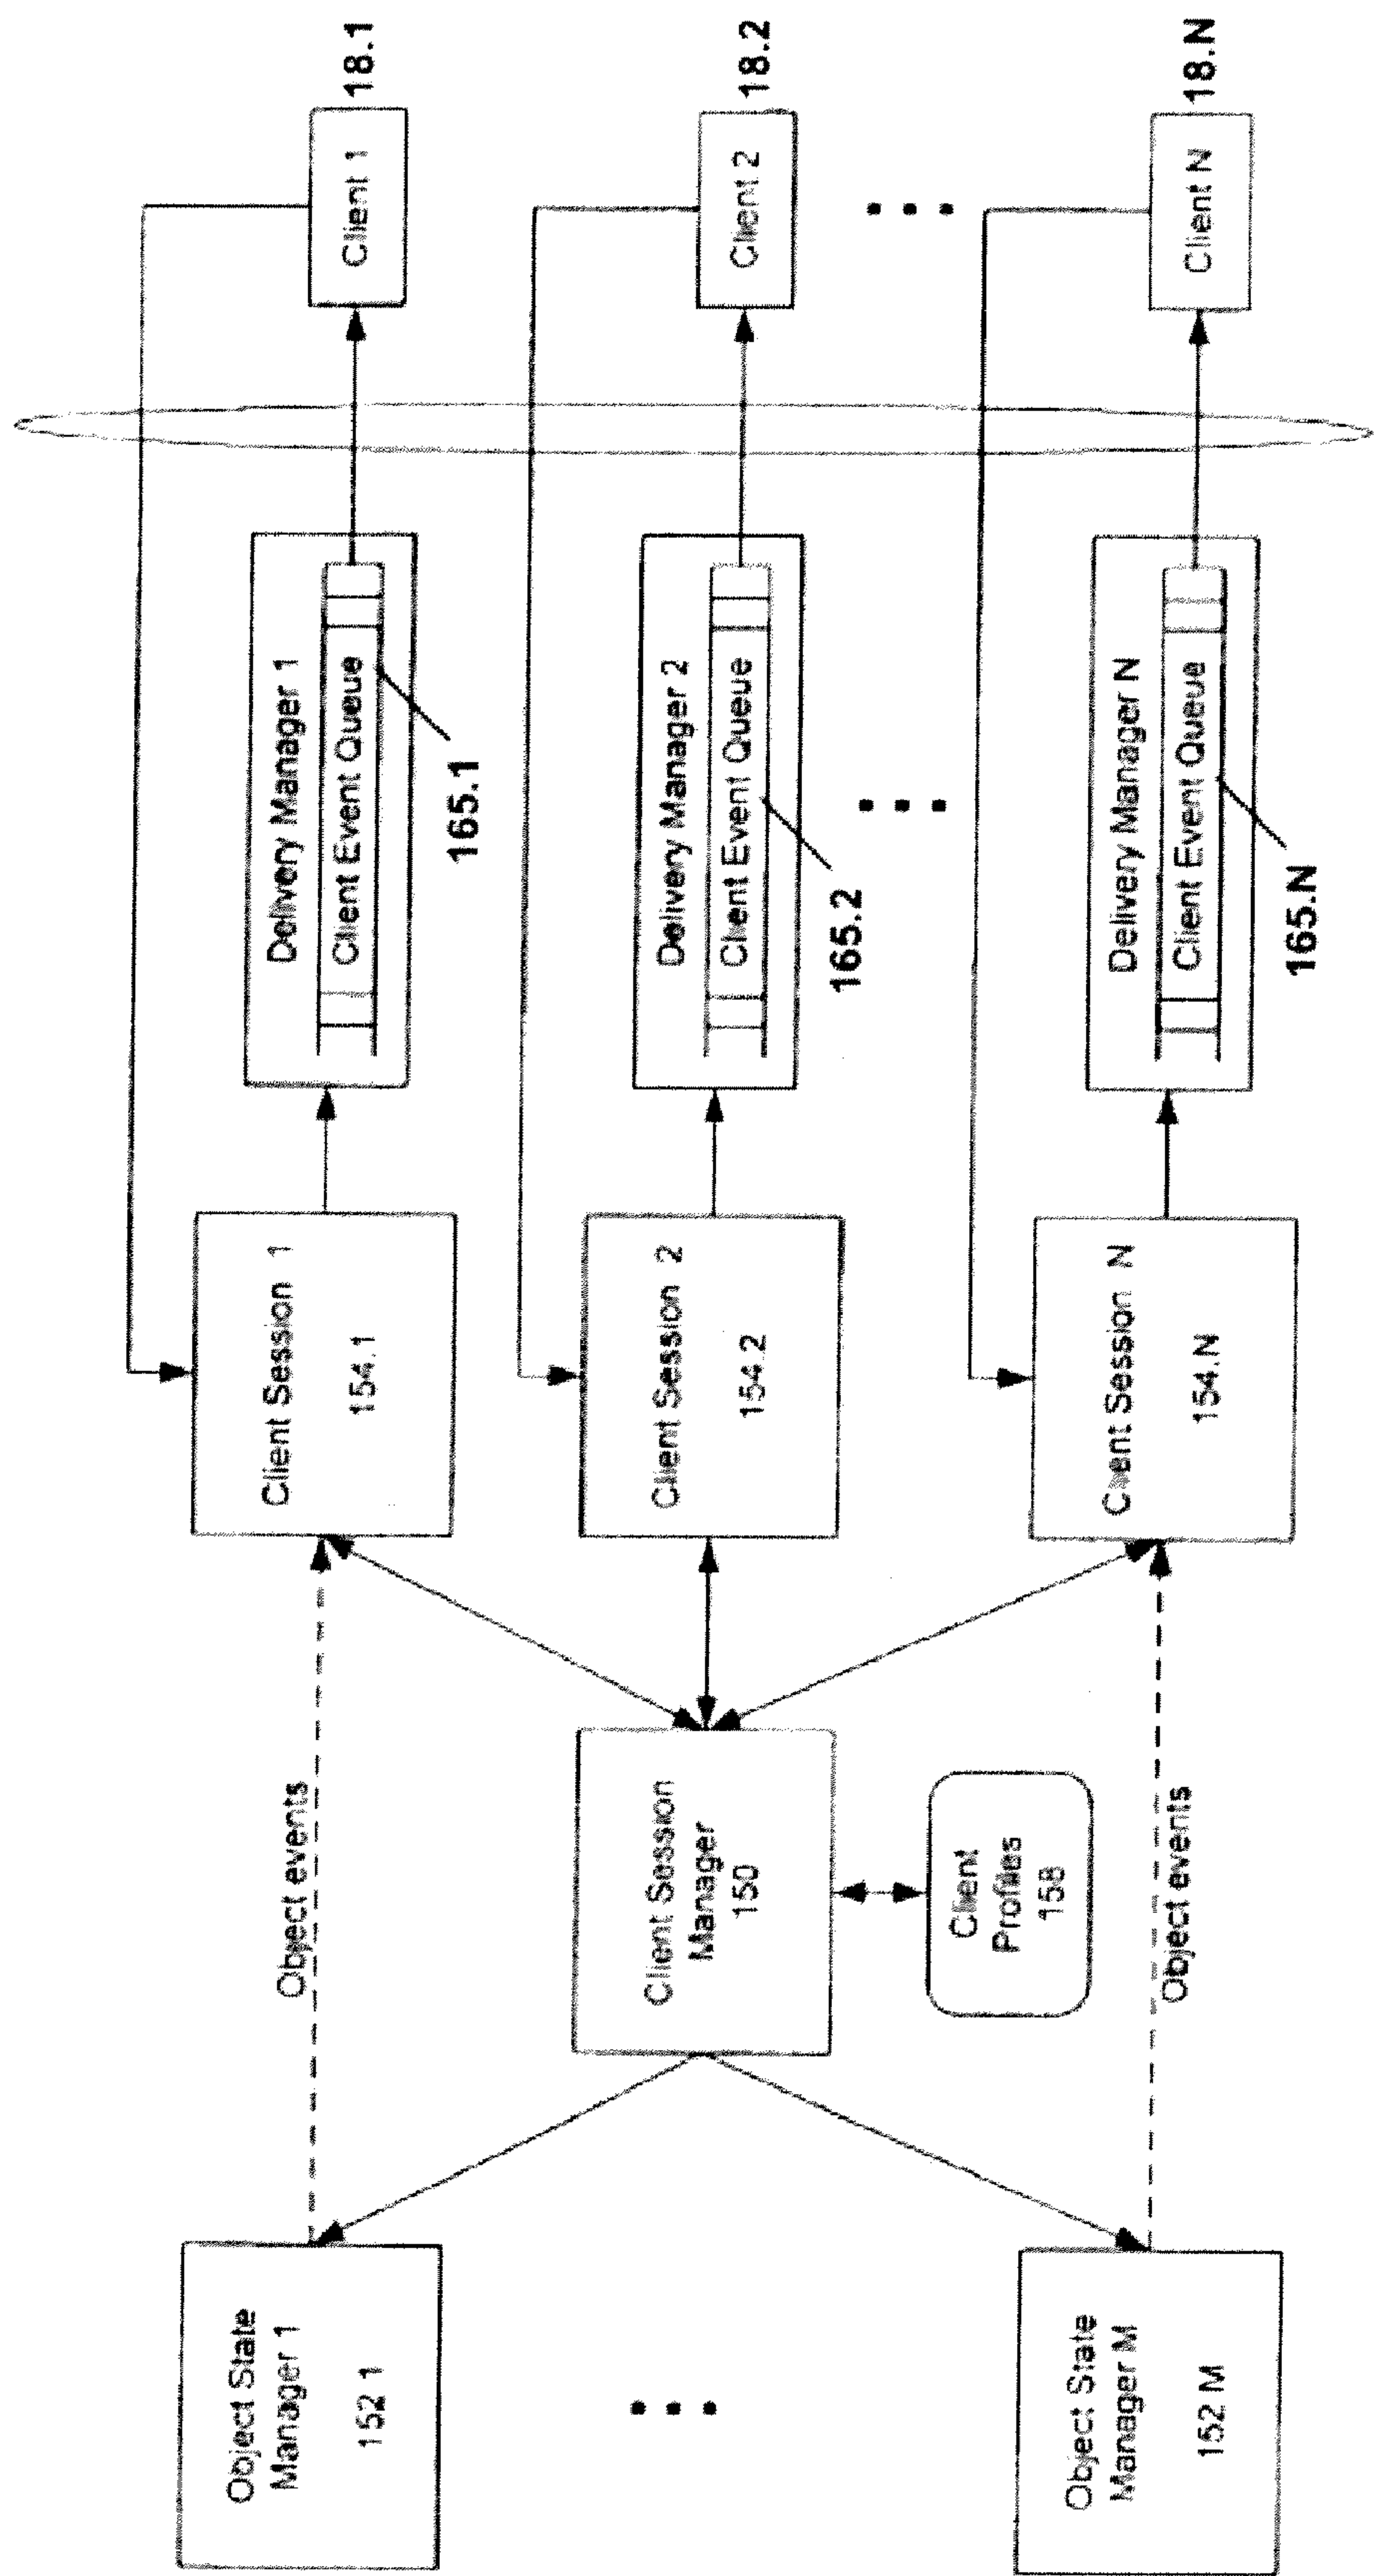 Object State
Manager 1
152 1
Object State
Manager M
152 M
Object events
Object events
Client Session
Manager
150
Client
Profiles
158
Client Session 1
154.1
Client Session 2
154.2
Client Session N
154.N
Delivery Manager 1
Client Event Queue
165.1
Delivery Manager 2
Client Event Queue
165.2
Delivery Manager N
Client Event Queue
165.N
Client 1
18.1
Client 2
18.2
Client N
18.N